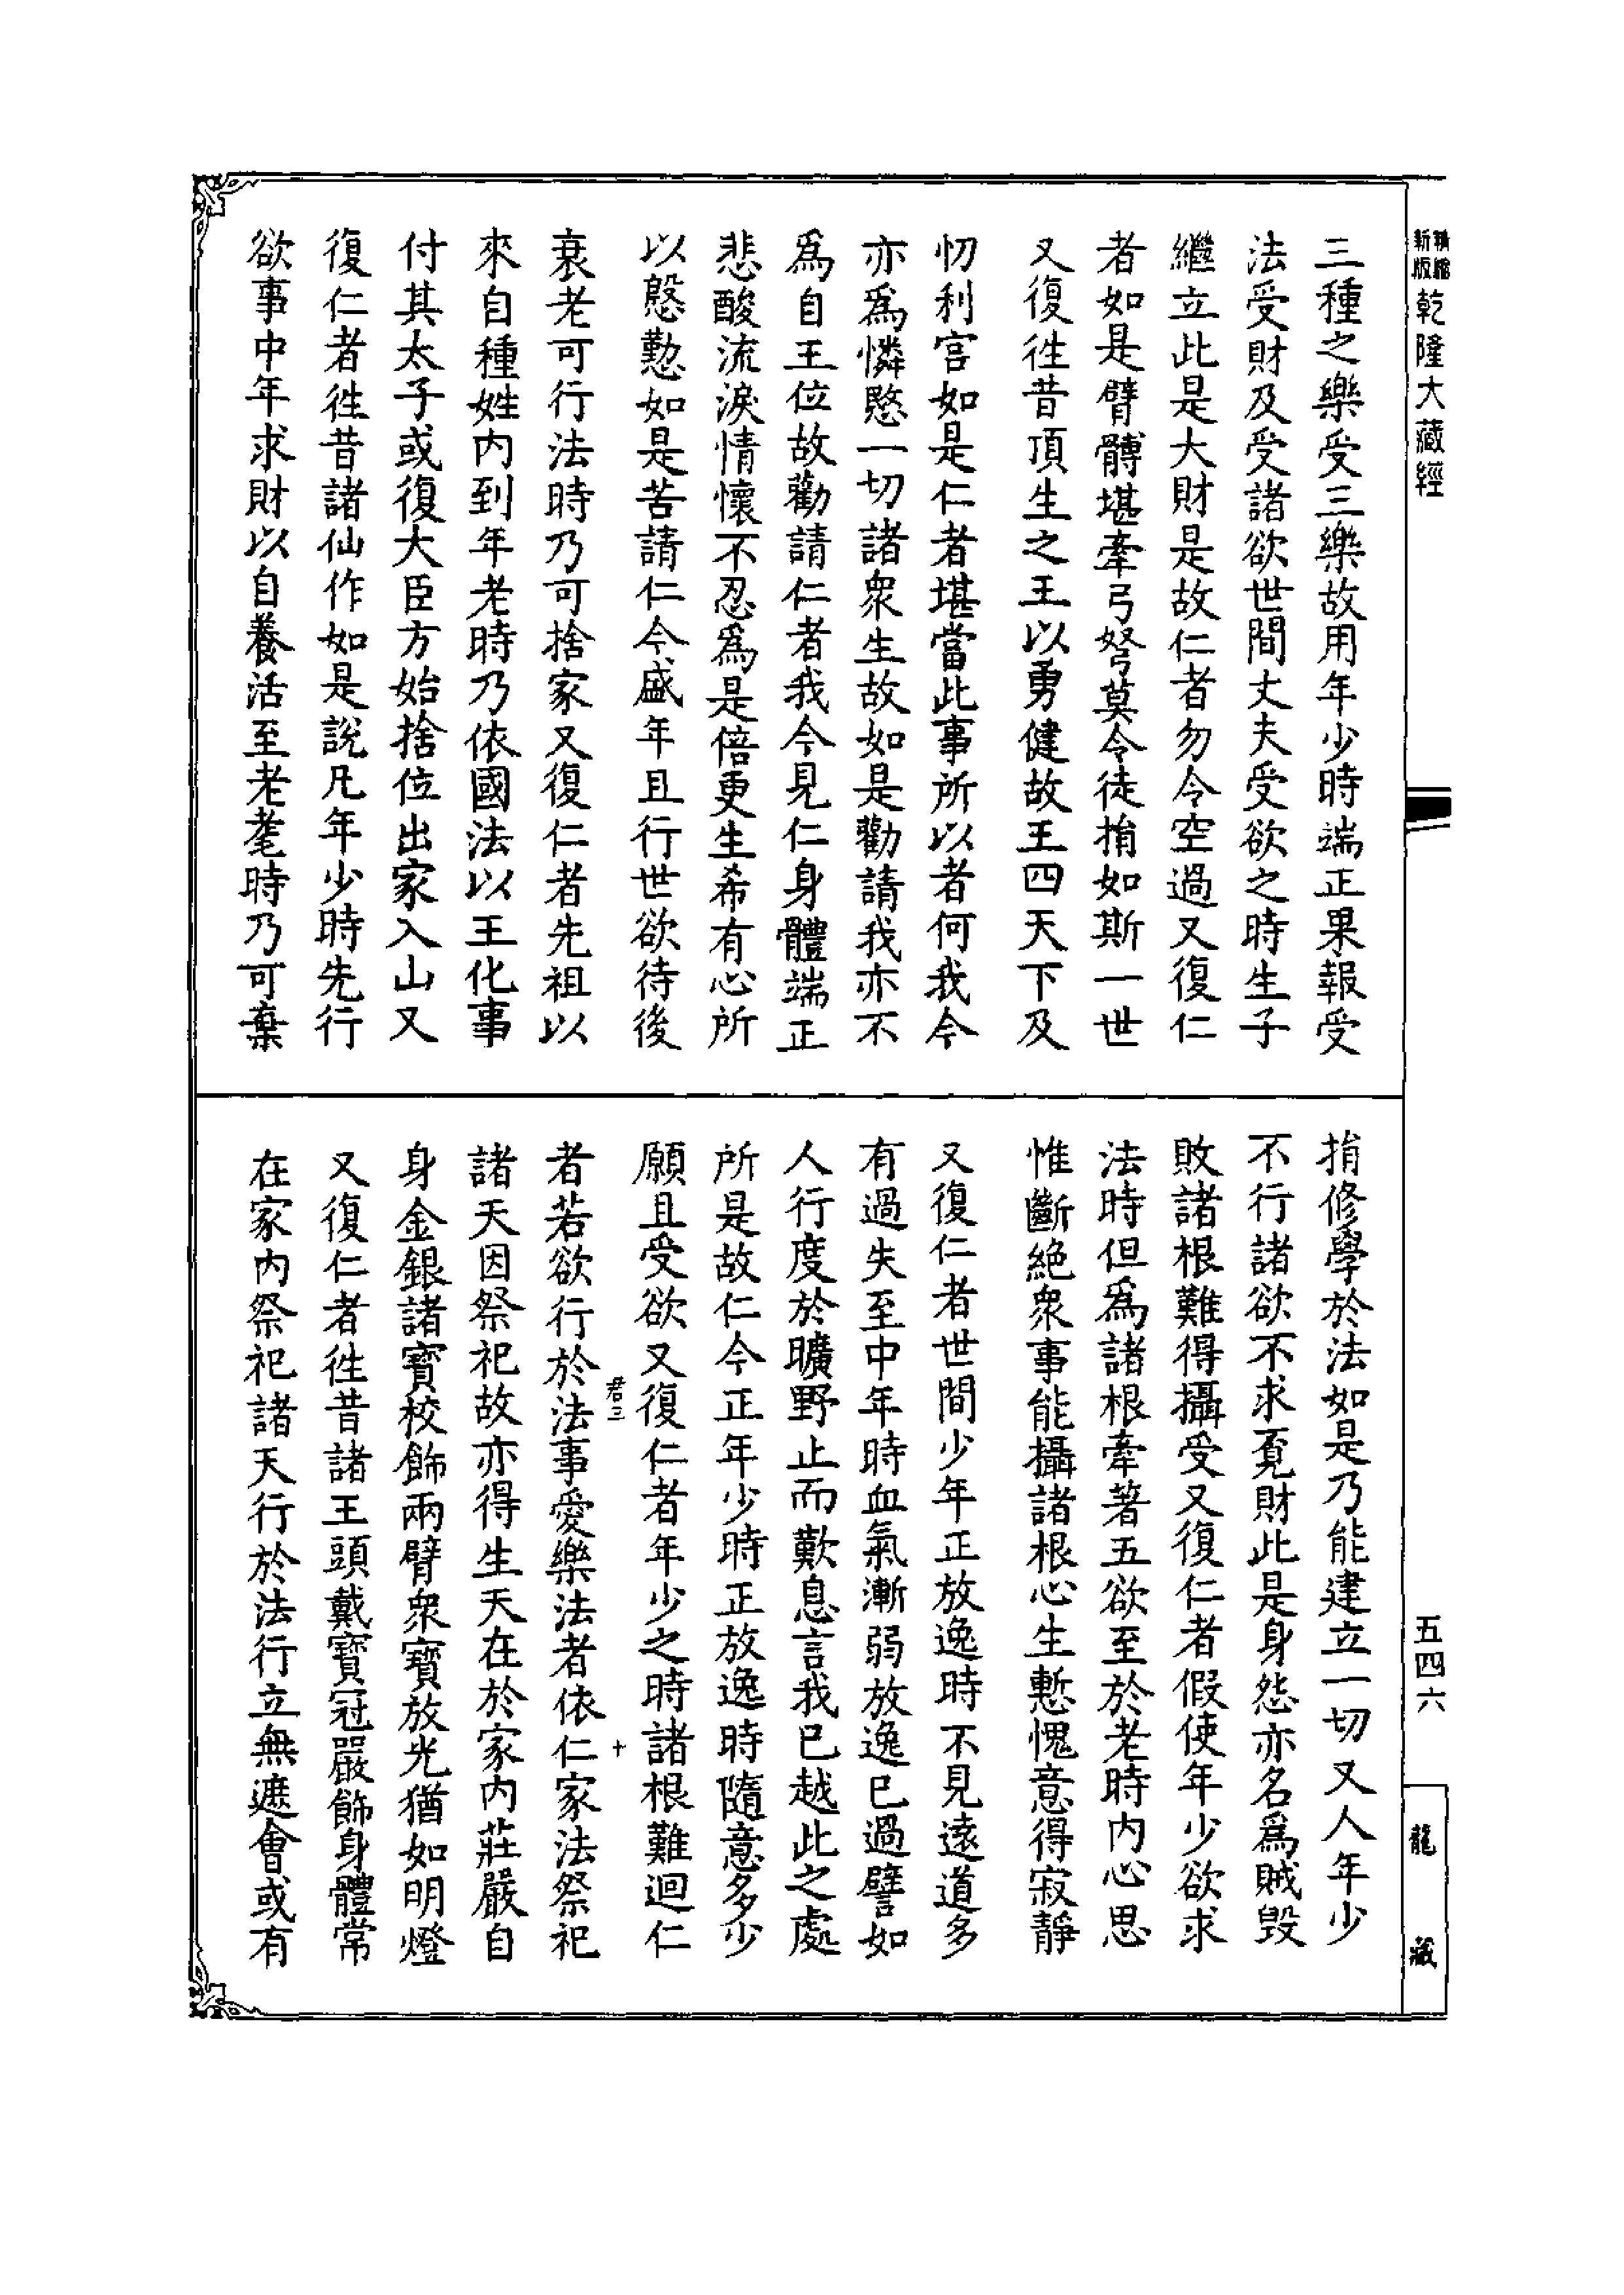 精縮
新版
乾隆大藏經
三種之樂受三樂故用年少時端正果報受
法受財及受諸欲世間丈夫受欲之時生子
繼立此是大財是故仁者勿令空過又復仁
者如是臂髆堪牽弓弩莫令徒捐如斯一世
又復徃昔頂生之王以勇健故王四天下及
忉利宫如是仁者堪當此事所以者何我今
亦爲憐愍一切諸衆生故如是勸請我亦不
爲自王位故勸請仁者我今見仁身體端正
悲酸流淚情懷不忍爲是倍更生希有心所
以慇懃如是苦請仁今盛年且行世欲待後
衰老可行法時乃可捨家又復仁者先祖以
來自種姓内到年老時乃依國法以王化事
付其太子或復大臣方始捨位出家入山又
復仁者徃昔諸仙作如是說凡年少時先行
欲事中年求財以自養活至老耄時乃可棄
捐修學於法如是乃能建立一切又人年少
不行諸欲不求覔財此是身怨亦名爲賊毀
敗諸根難得攝受又復仁者假使年少欲求
法時但爲諸根牽著五欲至於老時内心思
惟斷絶衆事能攝諸根心生慙愧意得寂靜
又復仁者世間少年正放逸時不見遠道多
有過失至中年時血氣漸弱放逸已過譬如
人行度於曠野止而歎息言我已越此之處
所是故仁今正年少時正放逸時隨意多少
願且受欲又復仁者年少之時諸根難迴仁
君三
十
者若欲行於法事愛樂法者依仁家法祭祀
諸天因祭祀故亦得生天在於家内莊嚴自
身金銀諸寶校飾兩臂衆寶放光猶如明燈
又復仁者徃昔諸王頭戴寶冠嚴飾身體常
在家内祭祀諸天行於法行立無遮會或有
五四六
龍藏